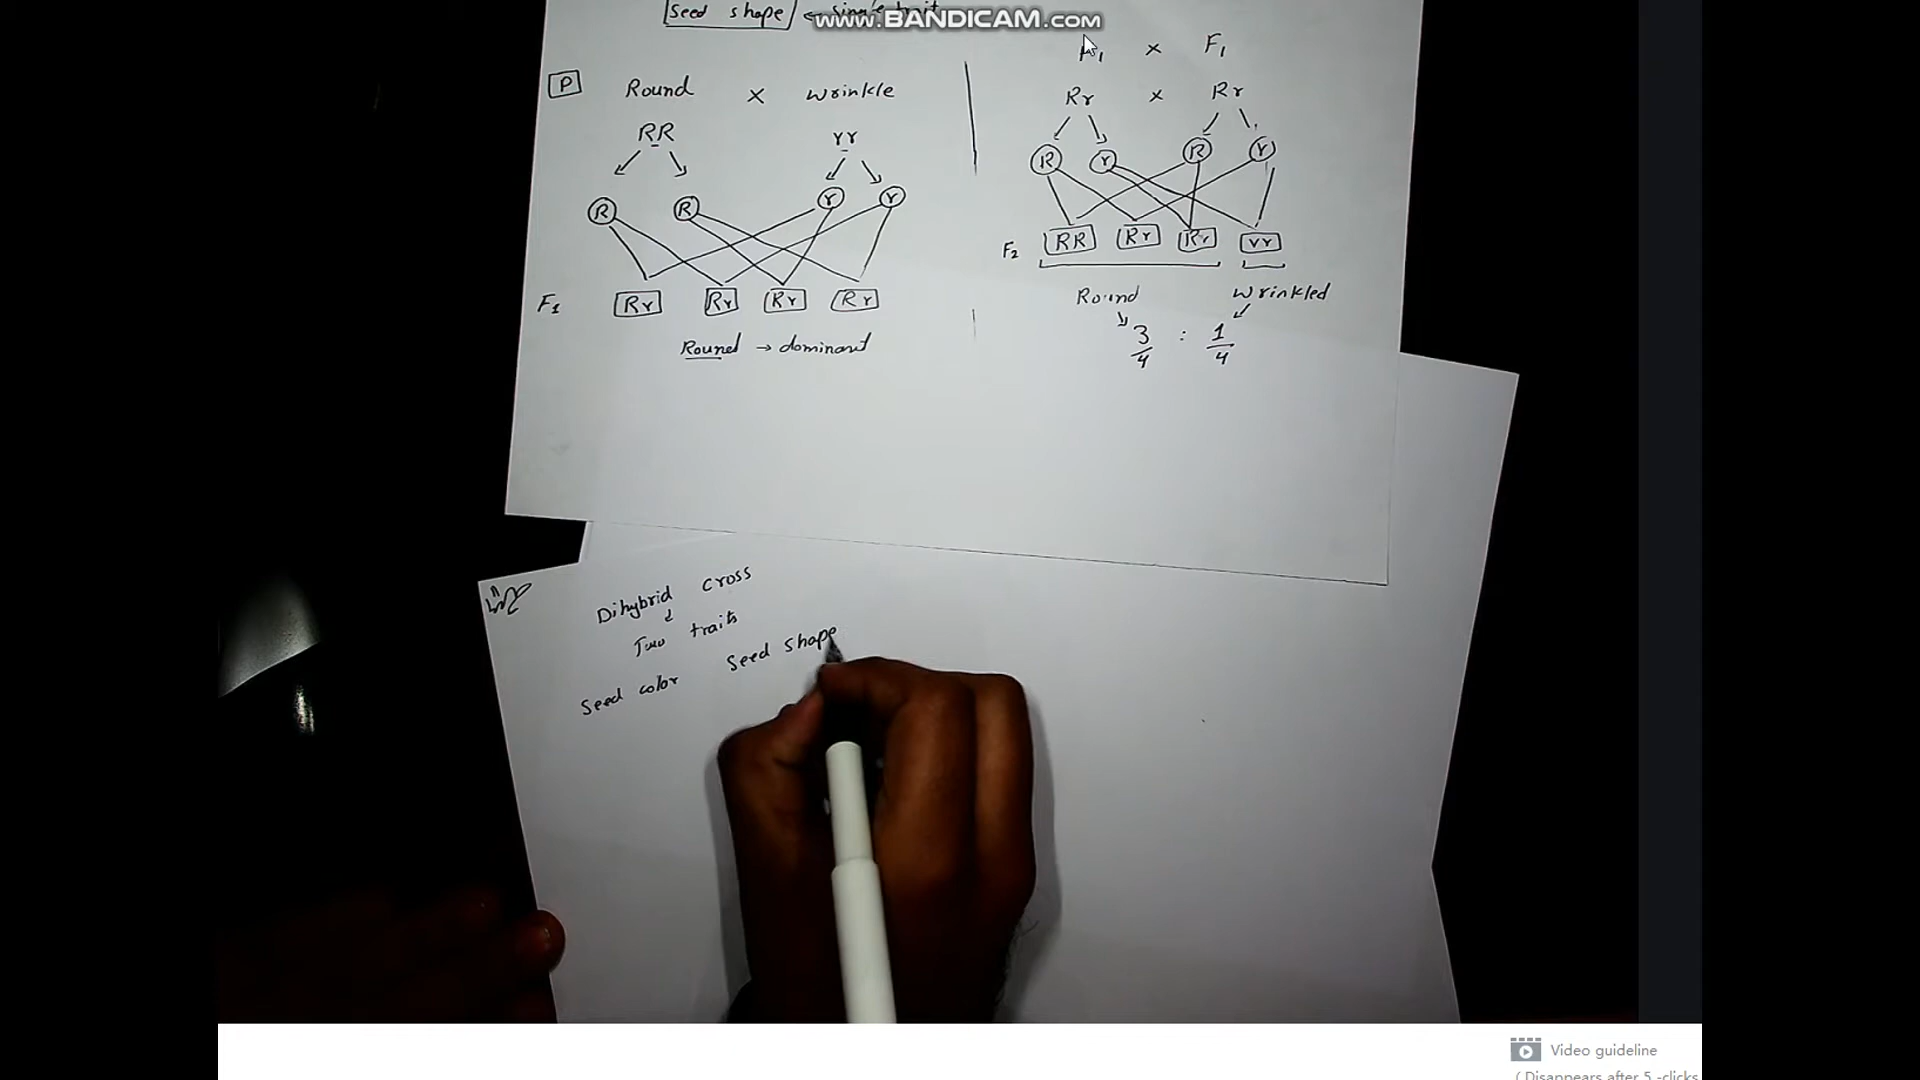 Seed shape ← single trait
www.BANDICAM.com
P Round × wrinkle
RR rr
R R r r
F1 Rr Rr Rr Rr
Round → dominant
F1 × F1
Rr × Rr
R r R r
F2 RR Rr Rr rr
Round Wrinkled
3/4 : 1/4
Dihybrid cross
Two traits
Seed color Seed shape
Video guideline
( Disappears after 5 -clicks